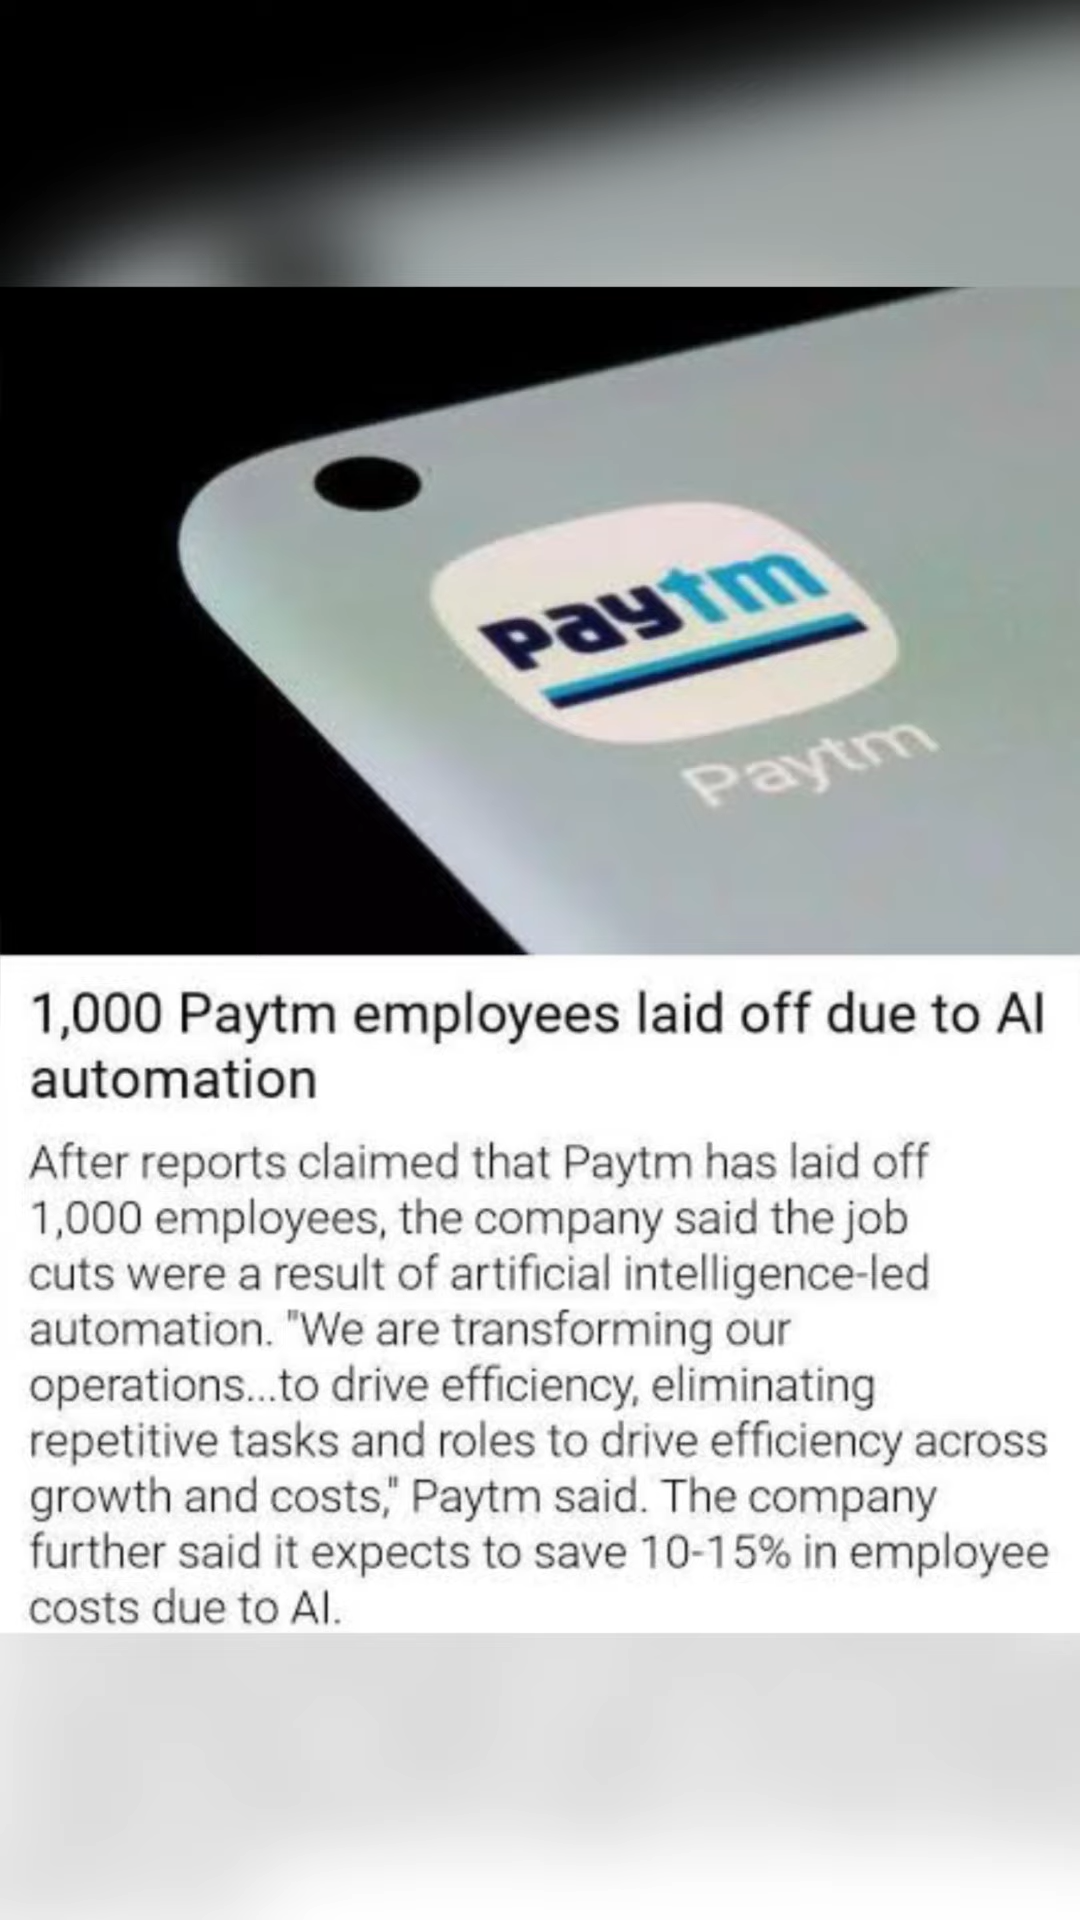 paytm
Paytm
1,000 Paytm employees laid off due to AI
automation
After reports claimed that Paytm has laid off
1,000 employees, the company said the job
cuts were a result of artificial intelligence-led
automation. "We are transforming our
operations...to drive efficiency, eliminating
repetitive tasks and roles to drive efficiency across
growth and costs," Paytm said. The company
further said it expects to save 10-15% in employee
costs due to AI.